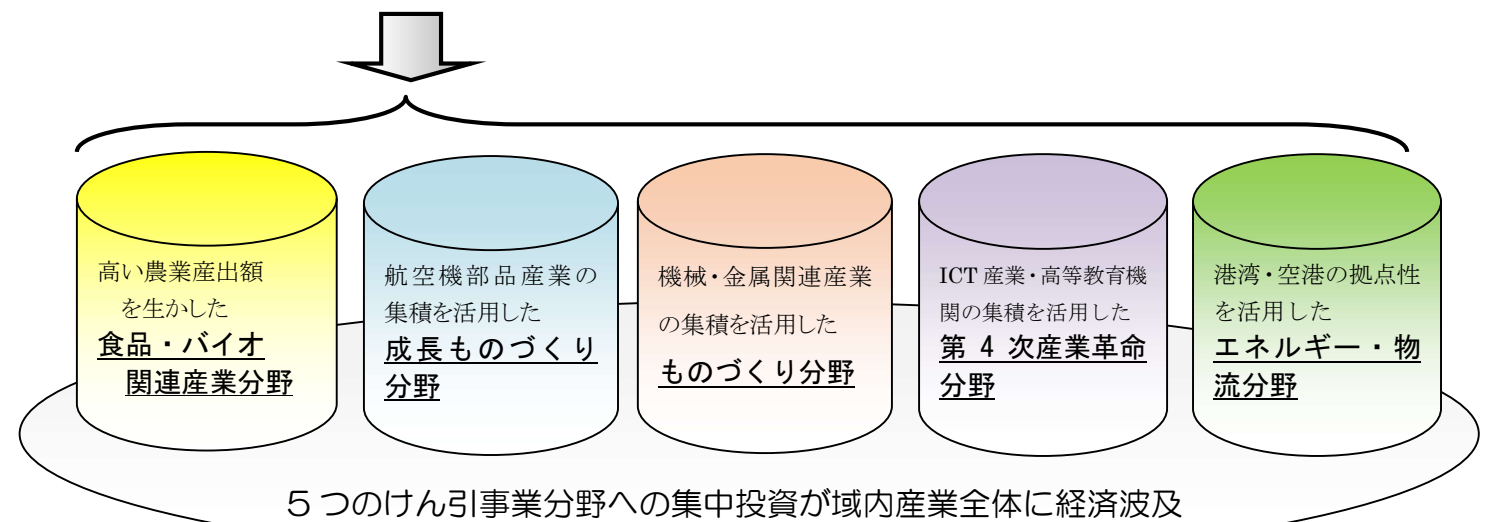 高い農業産出額
を生かした
食品・バイオ
関連産業分野
航空機部品産業の
集積を活用した
成長ものづくり
分野
機械・金属関連産業
の集積を活用した
ものづくり分野
ICT 産業・高等教育機
関の集積を活用した
第 4 次産業革命
分野
港湾・空港の拠点性
を活用した
エネルギー・物
流分野
５つのけん引事業分野への集中投資が域内産業全体に経済波及